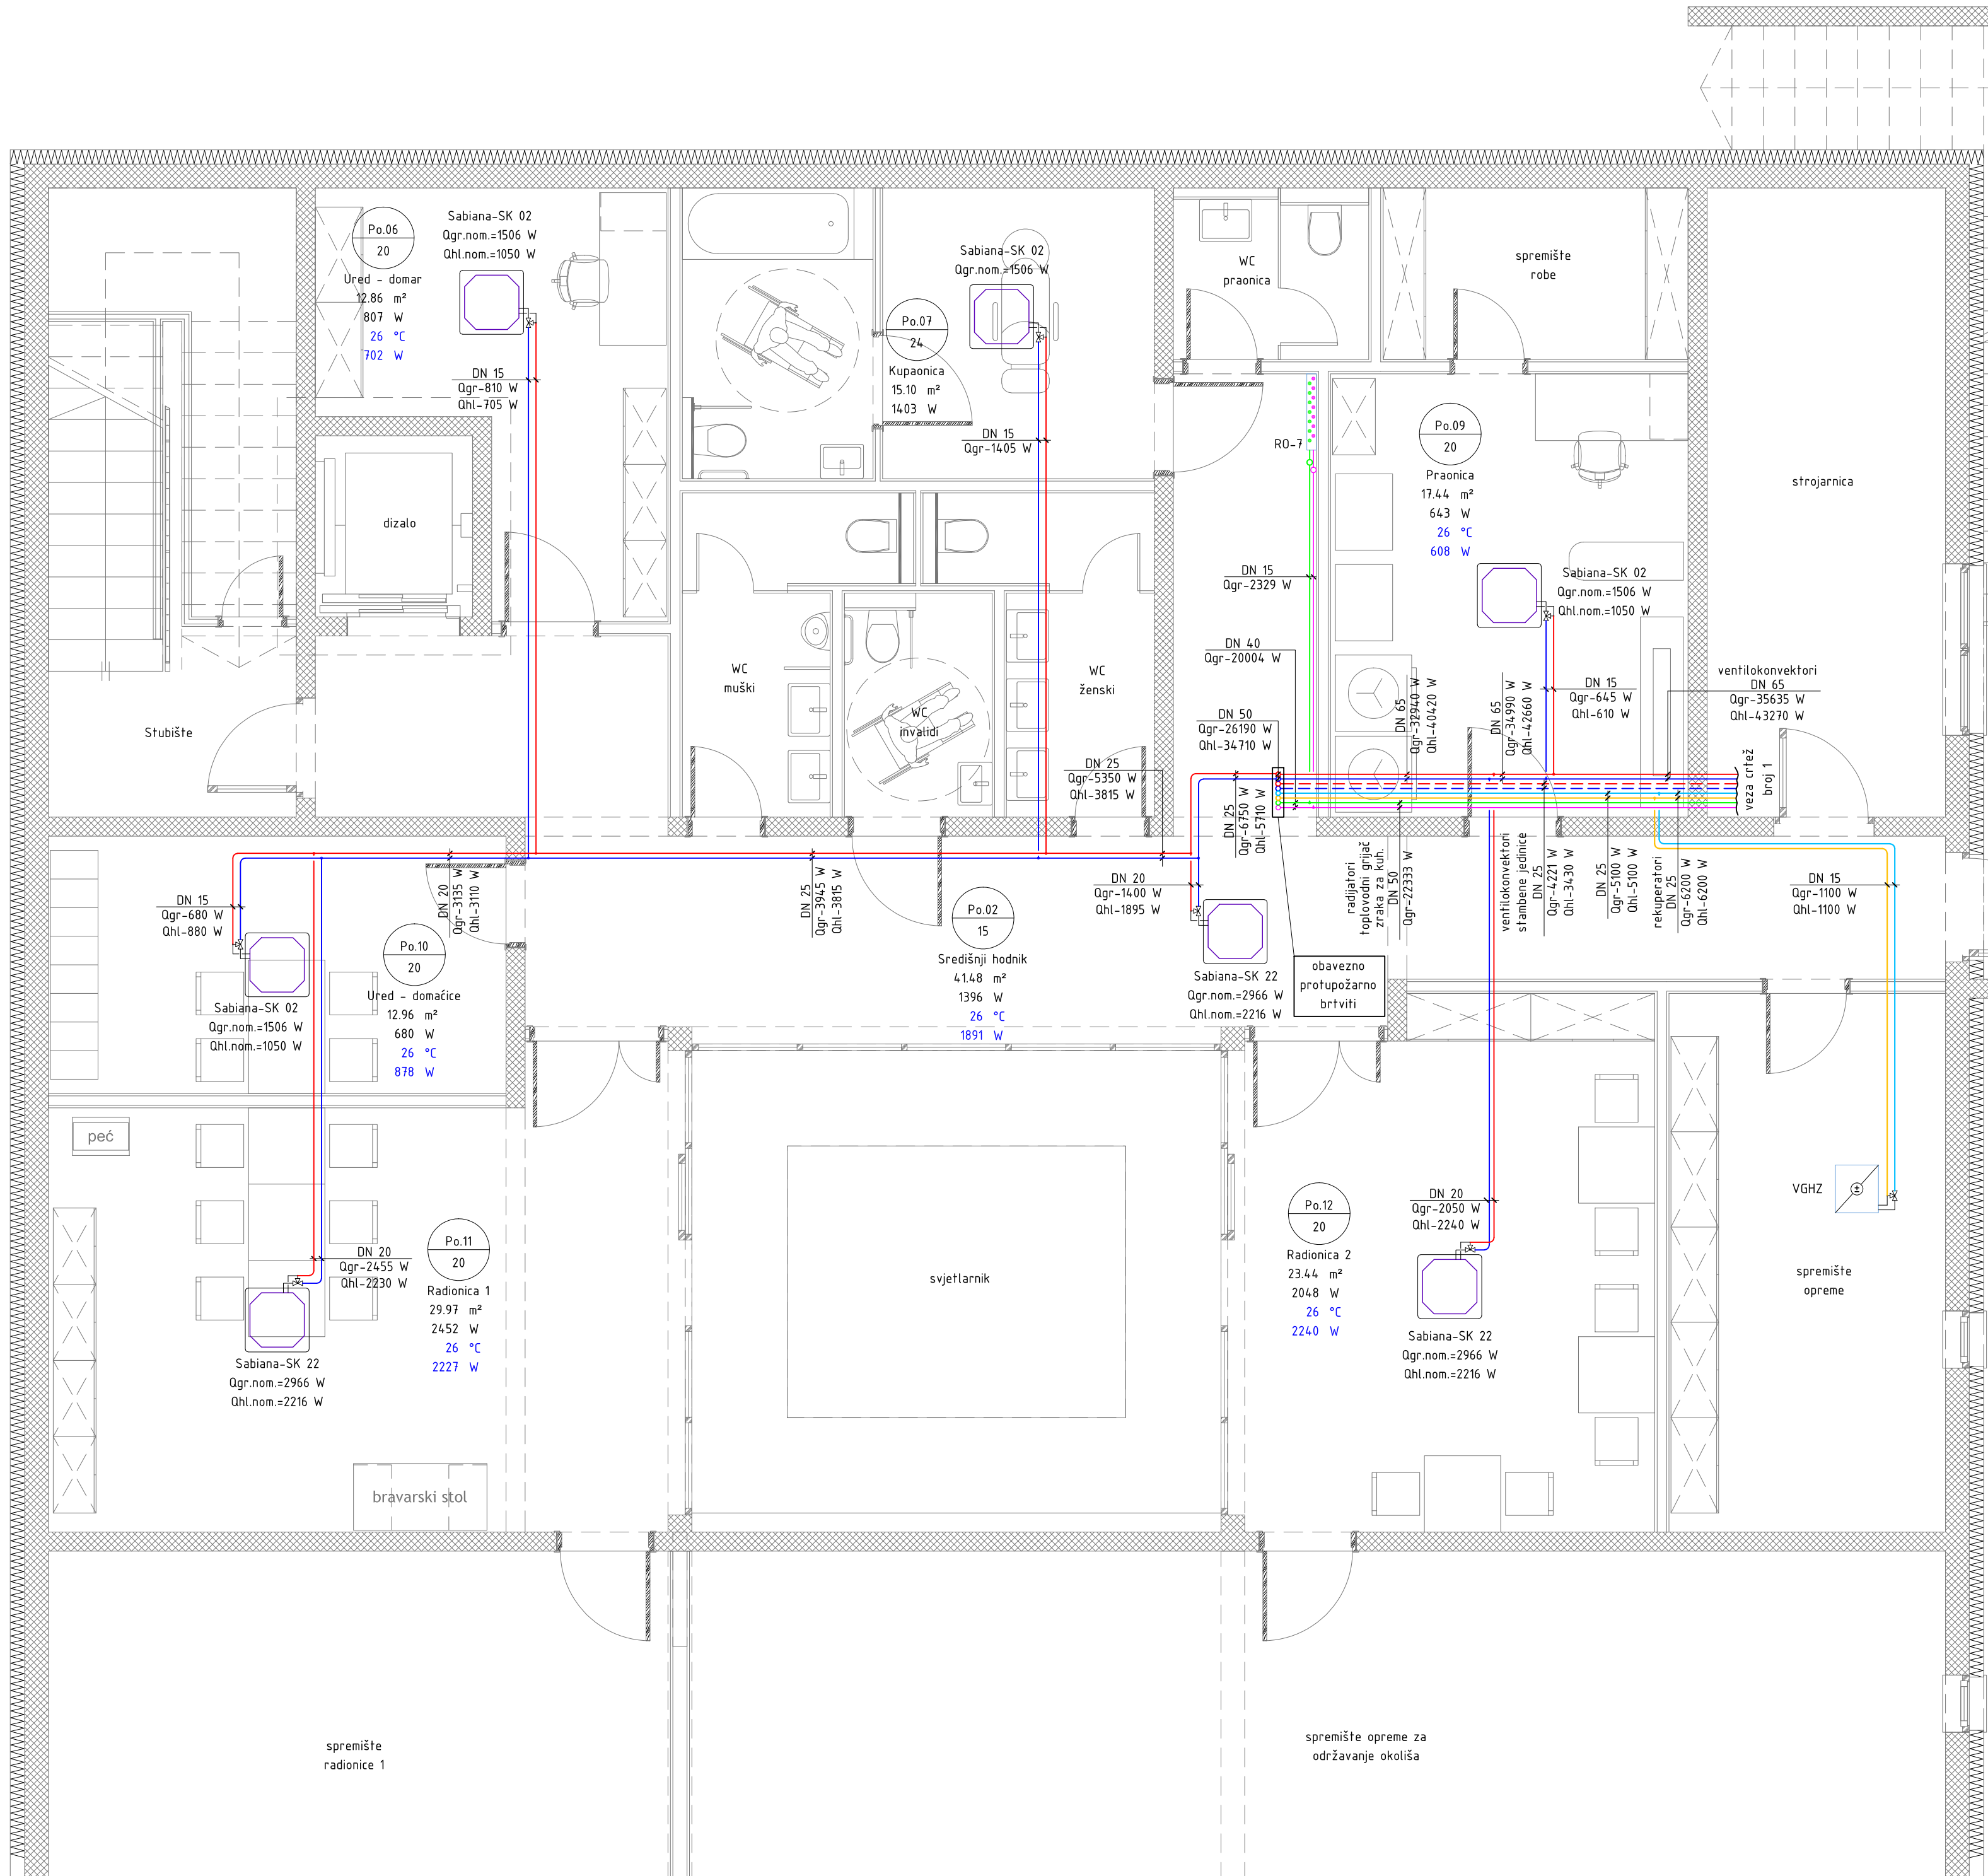 Po.06
20
Ured - domar
12.86 m²
807 W
26 °C
702 W
Sabiana-SK 02
Qgr.nom.=1506 W
Qhl.nom.=1050 W
DN 15
Qgr-810 W
Qhl-705 W
dizalo
Stubište
Sabiana-SK 02
Qgr.nom.=1506 W
Po.07
24
Kupaonica
15.10 m²
1403 W
DN 15
Qgr-1405 W
WC
praonica
spremište
robe
RO-7
Po.09
20
Praonica
17.44 m²
643 W
26 °C
608 W
strojarnica
Sabiana-SK 02
Qgr.nom.=1506 W
Qhl.nom=1050 W
DN 15
Qgr-2329 W
DN 40
Qgr-20004 W
WC
muški
WC
invalidi
WC
ženski
DN 50
Qgr-26190 W
Qhl-34710 W
DN 25
Qgr-5350 W
Qhl-3815 W
DN 65
Qgr-32940 W
Qhl-40420 W
DN 65
Qgr-34990 W
Qhl-42660 W
DN 15
Qgr-645 W
Qhl-610 W
ventilokonvektori
DN 65
Qgr-35635 W
Qhl-43270 W
veza crtež
broj 1
DN 25
Qgr-6750 W
Qhl-5710 W
DN 15
Qgr-680 W
Qhl-880 W
DN 20
Qgr-3135 W
Qhl-3110 W
DN 25
Qgr-3945 W
Qhl-3815 W
DN 20
Qgr-1400 W
Qhl-1895 W
radijatori
toplovodni grijač
zraka za kuh.
DN 50
Qgr-22333 W
ventilokonvektori
stambene jedinice
DN 25
Qgr-4221 W
Qhl-3430 W
DN 25
Qgr-5100 W
Qhl-5100 W
rekuperatori
DN 25
Qgr-6200 W
Qhl-6200 W
DN 15
Qgr-1100 W
Qhl-1100 W
Po.10
20
Ured - domaćice
12.96 m²
680 W
26 °C
878 W
Sabiana-SK 02
Qgr.nom.=1506 W
Qhl.nom.=1050 W
Po.02
15
Središnji hodnik
41.48 m²
1396 W
26 °C
1891 W
Sabiana-SK 22
Qgr.nom.=2966 W
Qhl.nom.=2216 W
obavezno
protupožarno
brtviti
peć
DN 20
Qgr-2455 W
Qhl-2230 W
Po.11
20
Radionica 1
29.97 m²
2452 W
26 °C
2227 W
Sabiana-SK 22
Qgr.nom.=2966 W
Qhl.nom.=2216 W
bravarski stol
svjetlarnik
Po.12
20
Radionica 2
23.44 m²
2048 W
26 °C
2240 W
DN 20
Qgr-2050 W
Qhl-2240 W
Sabiana-SK 22
Qgr.nom.=2966 W
Qhl.nom.=2216 W
VGHZ
±
spremište
opreme
spremište
radionice 1
spremište opreme za
održavanje okoliša